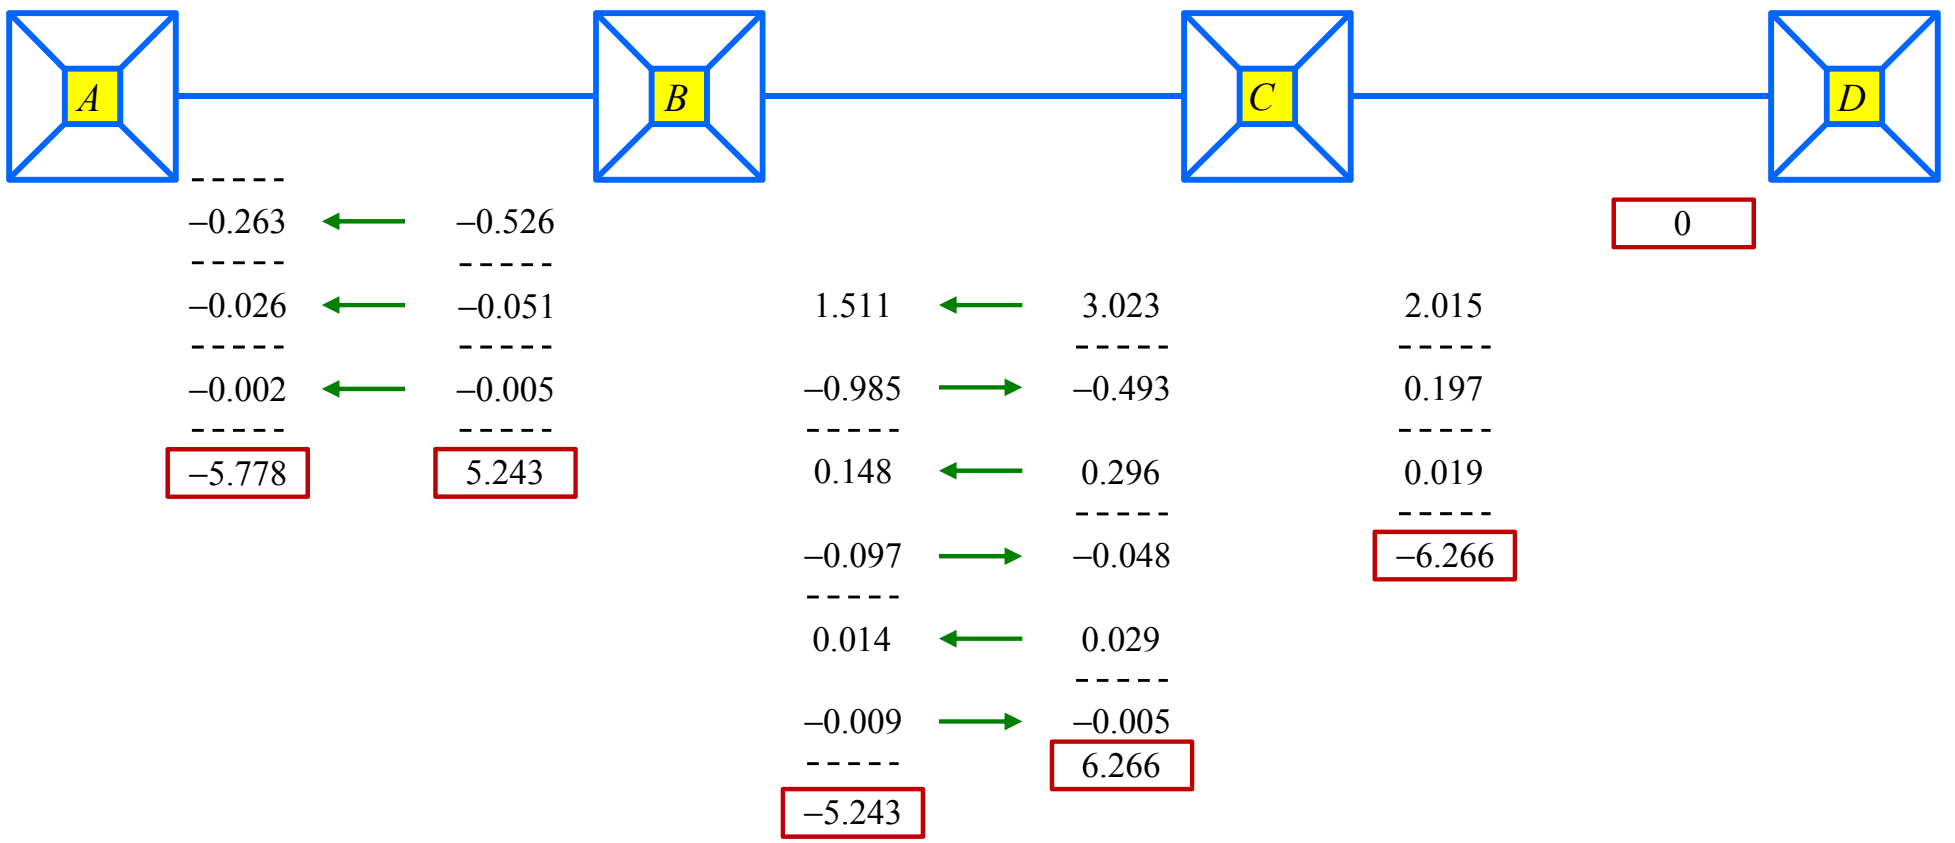 A B C D
-----
−0.263 −0.526 0
----- -----
−0.026 −0.051 1.511 3.023 2.015
----- ----- ----- -----
−0.002 −0.005 −0.985 −0.493 0.197
----- ----- ----- -----
−5.778 5.243 0.148 0.296 0.019
----- -----
−0.097 −0.048 −6.266
-----
0.014 0.029
-----
−0.009 −0.005
----- 6.266
−5.243